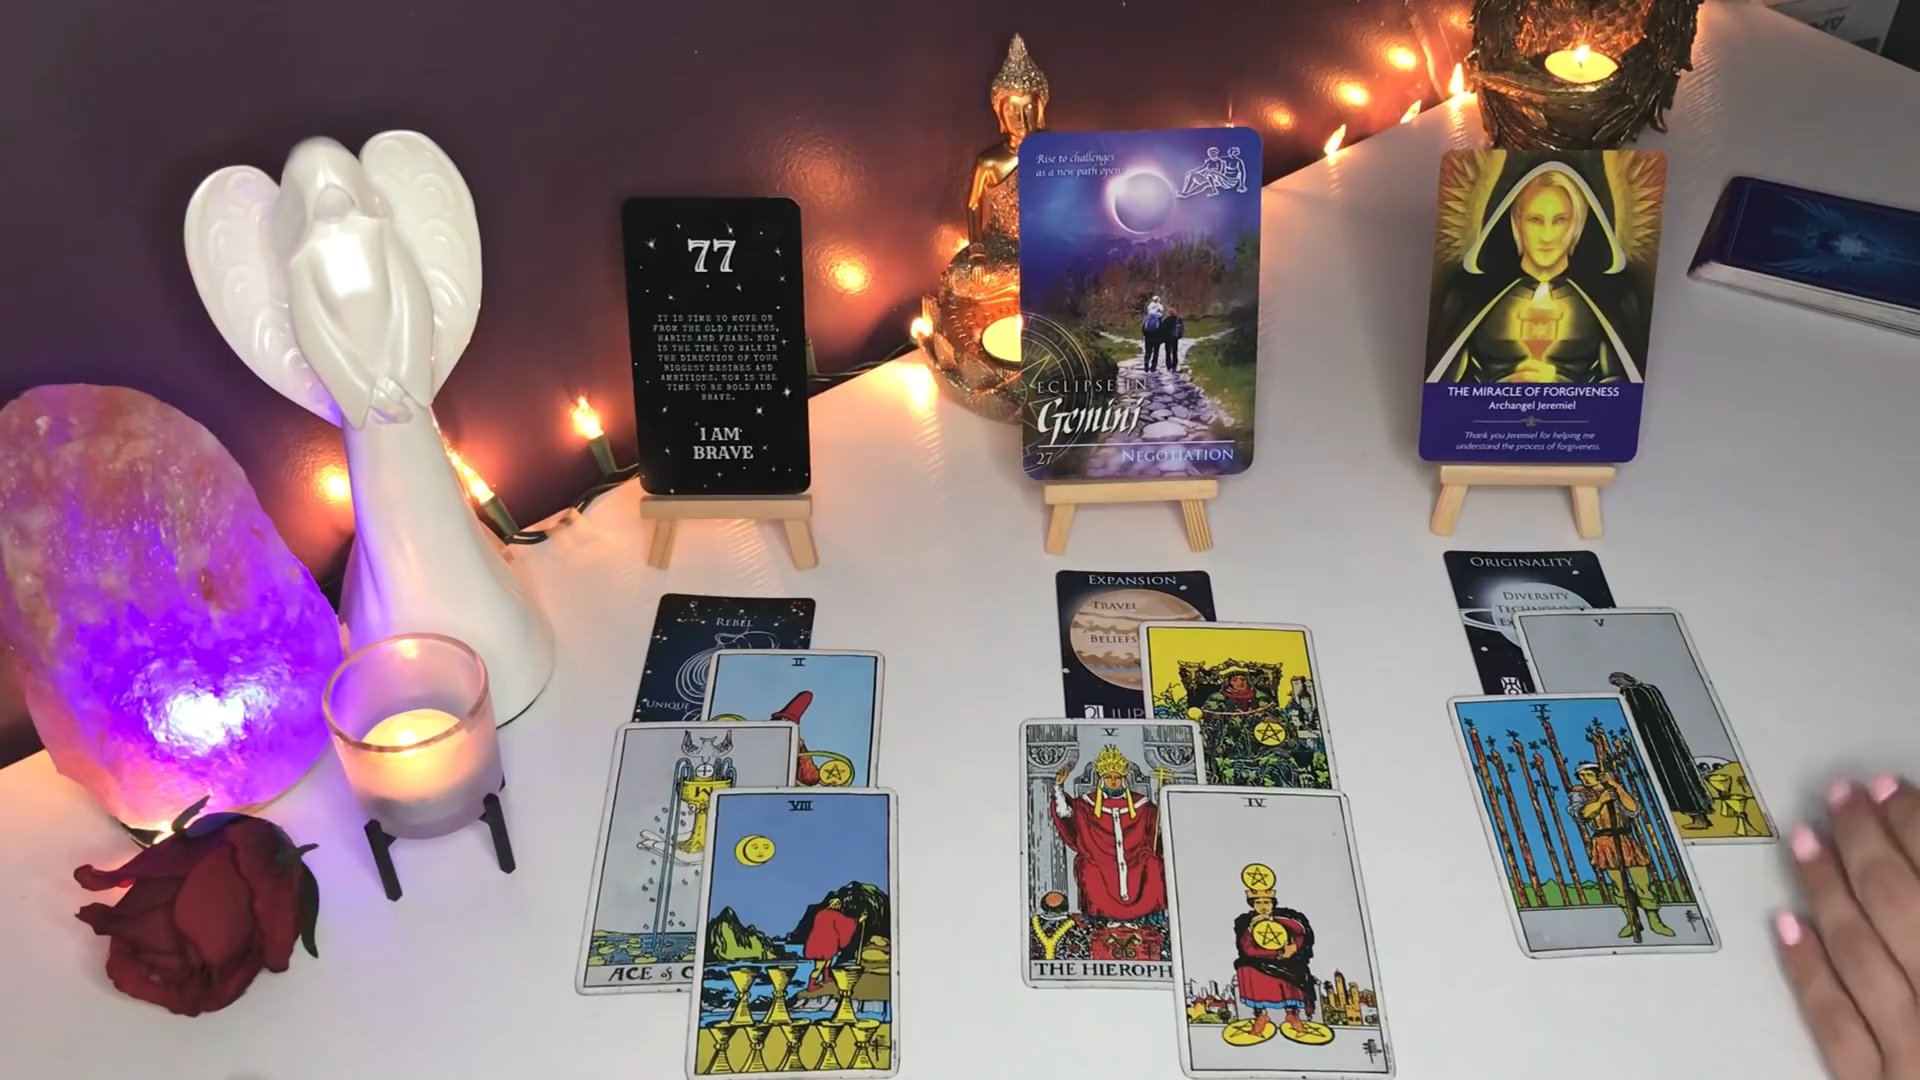 77
IT IS TIME TO MOVE ON
FROM THE OLD PATTERNS,
HABITS AND FEARS. NOW
IS THE TIME TO WALK IN
THE DIRECTION OF YOUR
BIGGEST DESIRES AND
AMBITIONS. NOW IS THE
TIME TO BE BOLD AND
BRAVE.
I AM
BRAVE
Rise to challenges
as a new path opens
ECLIPSE IN
Gemini
27
NEGOTIATION
THE MIRACLE OF FORGIVENESS
Archangel Jeremiel
Thank you Jeremiel for helping me
understand the process of forgiveness.
REBEL
UNIQUE
II
ACE of C
VIII
EXPANSION
TRAVEL
BELIEFS
JUP
V
THE HIEROPH
IV
ORIGINALITY
DIVERSITY
V
IX